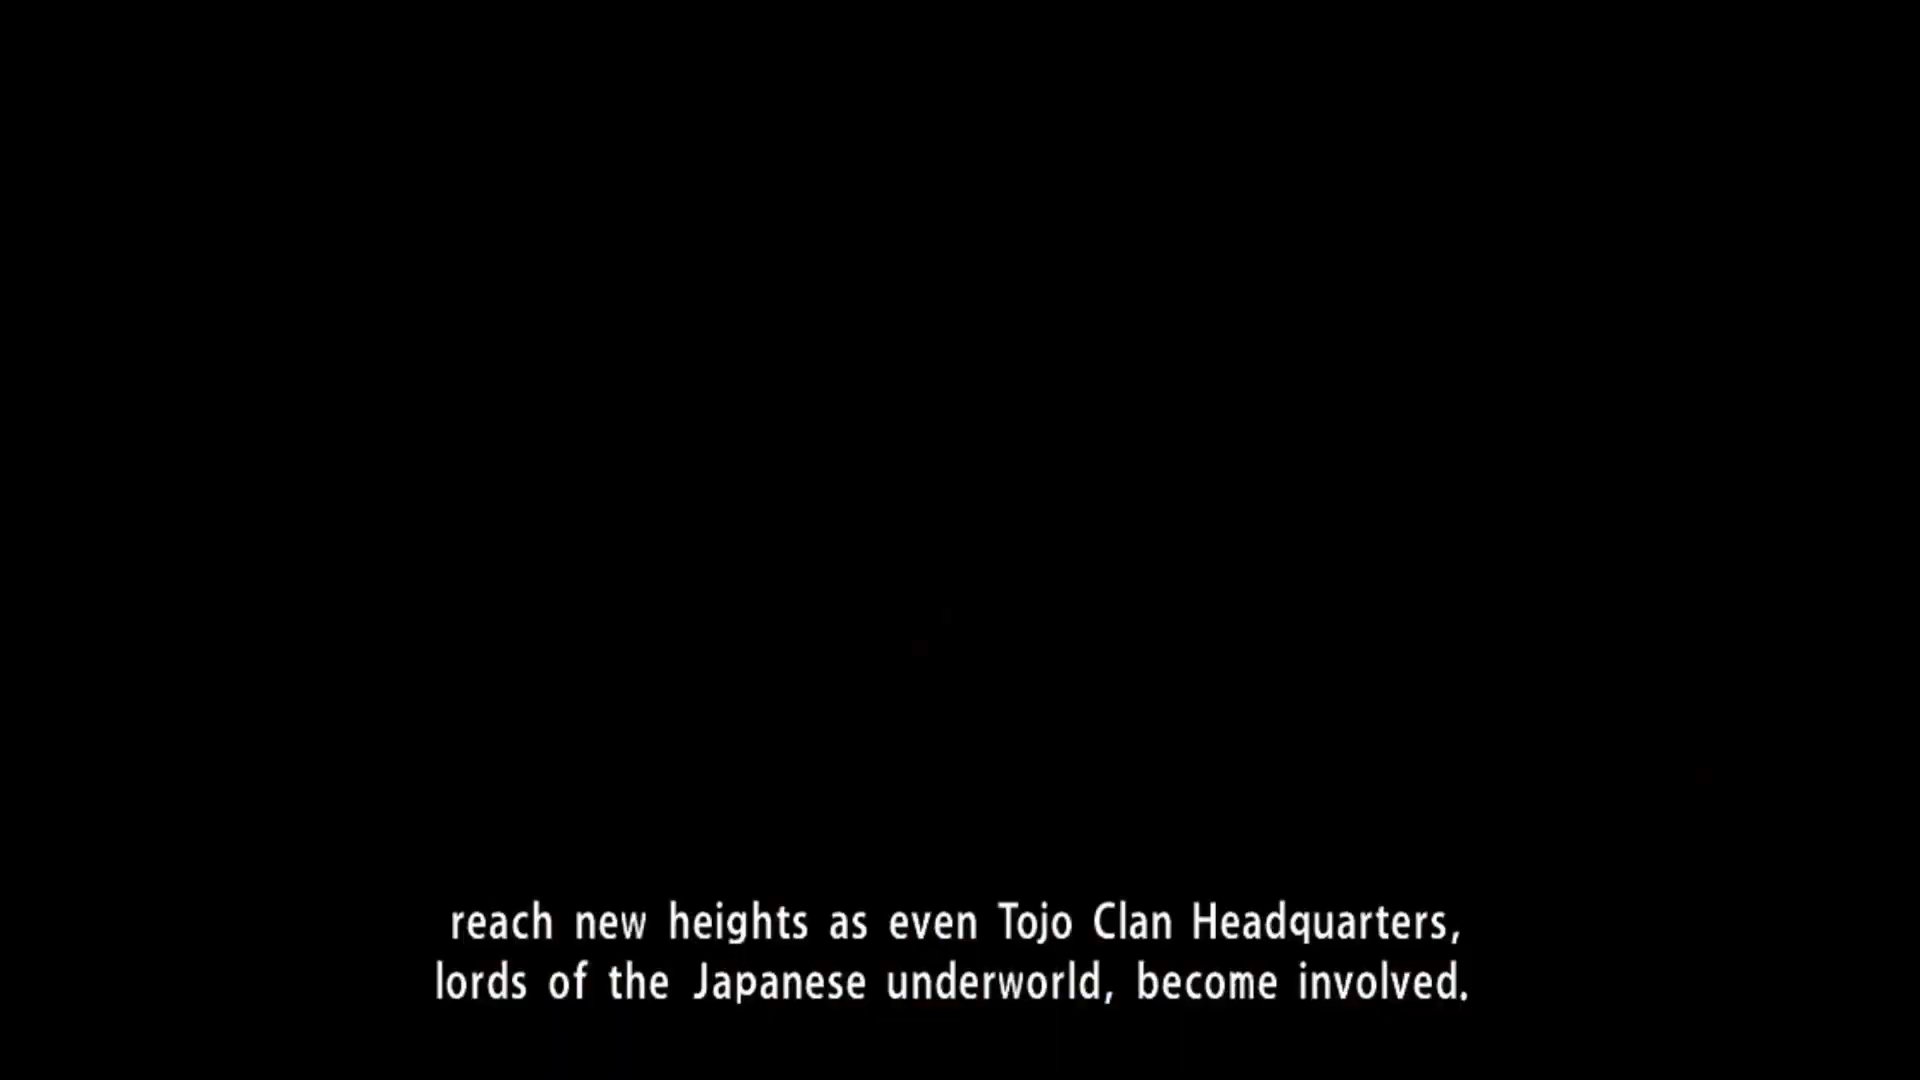 reach new heights as even Tojo Clan Headquarters,
lords of the Japanese underworld, become involved.